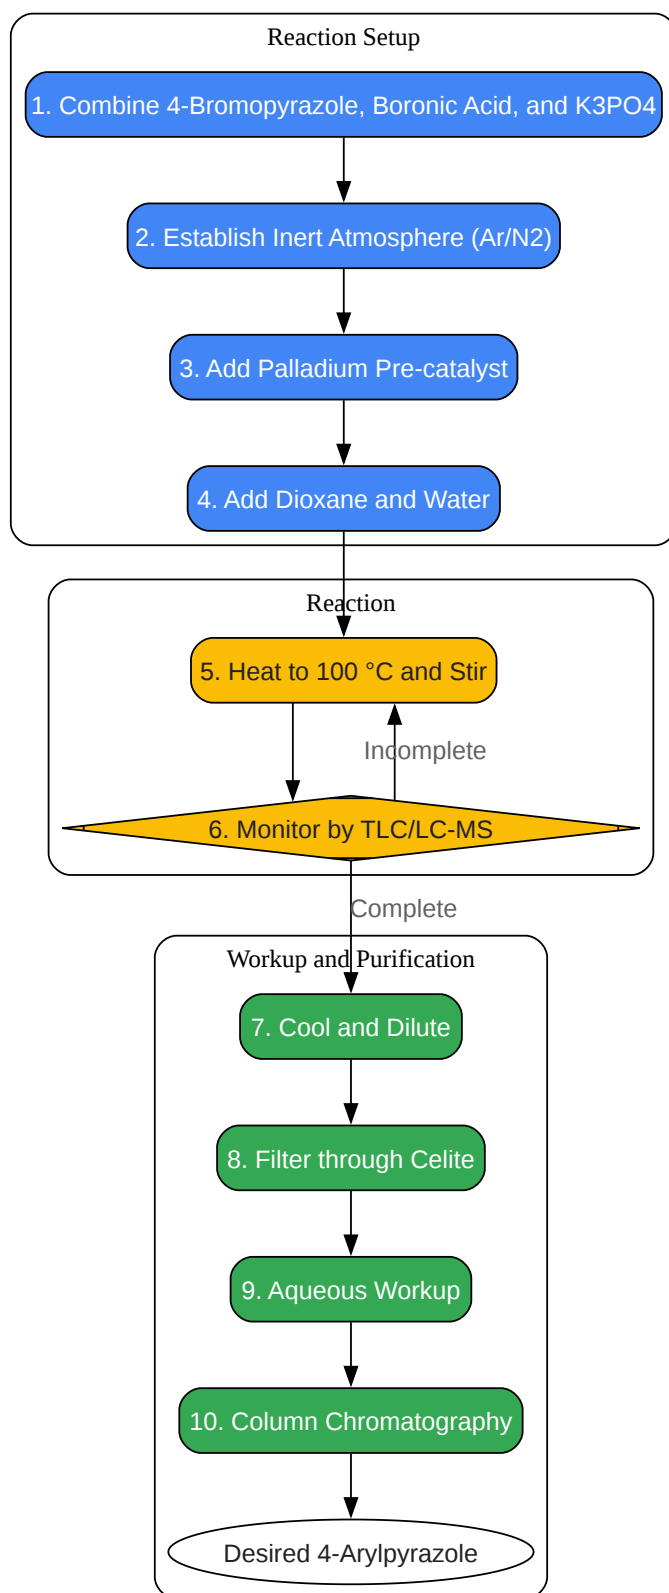 Reaction Setup
1. Combine 4-Bromopyrazole, Boronic Acid, and K3PO4
2. Establish Inert Atmosphere (Ar/N2)
3. Add Palladium Pre-catalyst
4. Add Dioxane and Water
Reaction
5. Heat to 100 °C and Stir
Incomplete
6. Monitor by TLC/LC-MS
Complete
Workup and Purification
7. Cool and Dilute
8. Filter through Celite
9. Aqueous Workup
10. Column Chromatography
Desired 4-Arylpyrazole